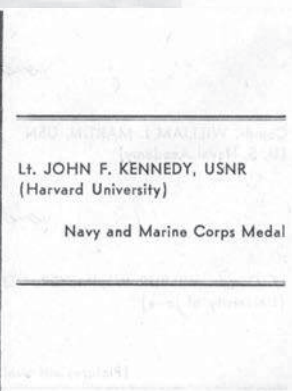 Lt. JOHN F. KENNEDY, USNR
(Harvard University)
Navy and Marine Corps Medal